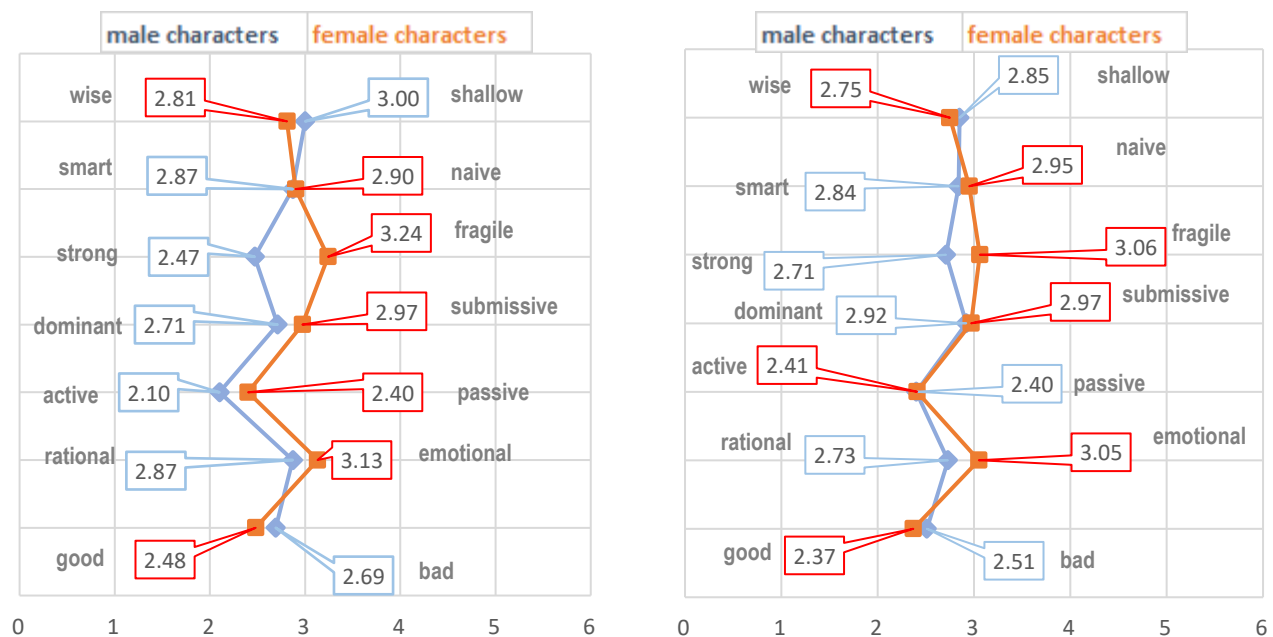 male characters female characters
wise 2.81 3.00 shallow
smart 2.87 2.90 naive
strong 2.47 3.24 fragile
dominant 2.71 2.97 submissive
active 2.10 2.40 passive
rational 2.87 3.13 emotional
good 2.48 2.69 bad
0 1 2 3 4 5 6
male characters female characters
wise 2.75 2.85 shallow
smart 2.84 2.95 naive
strong 2.71 3.06 fragile
dominant 2.92 2.97 submissive
active 2.41 2.40 passive
rational 2.73 3.05 emotional
good 2.37 2.51 bad
0 1 2 3 4 5 6